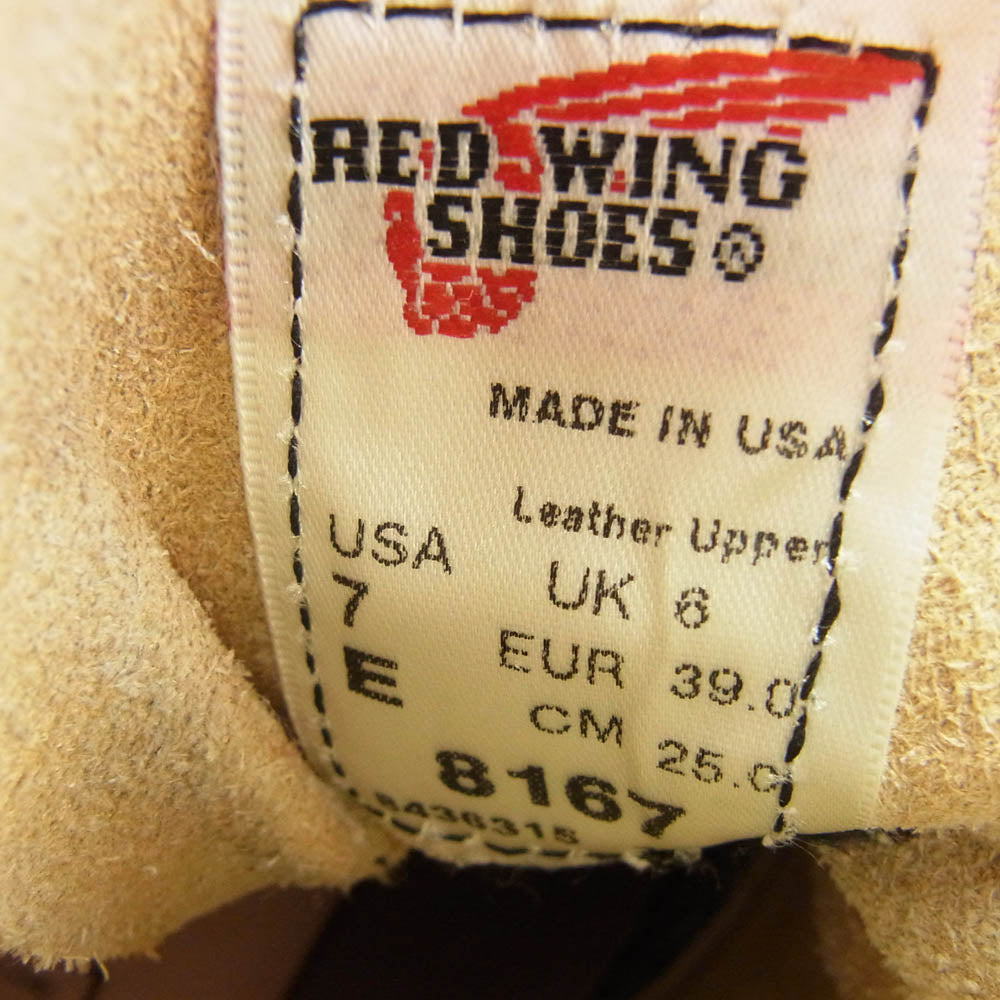 RED WING
SHOES ®
MADE IN USA
Leather Upper
USA UK 6
7 EUR 39.0
E CM 25.0
8167